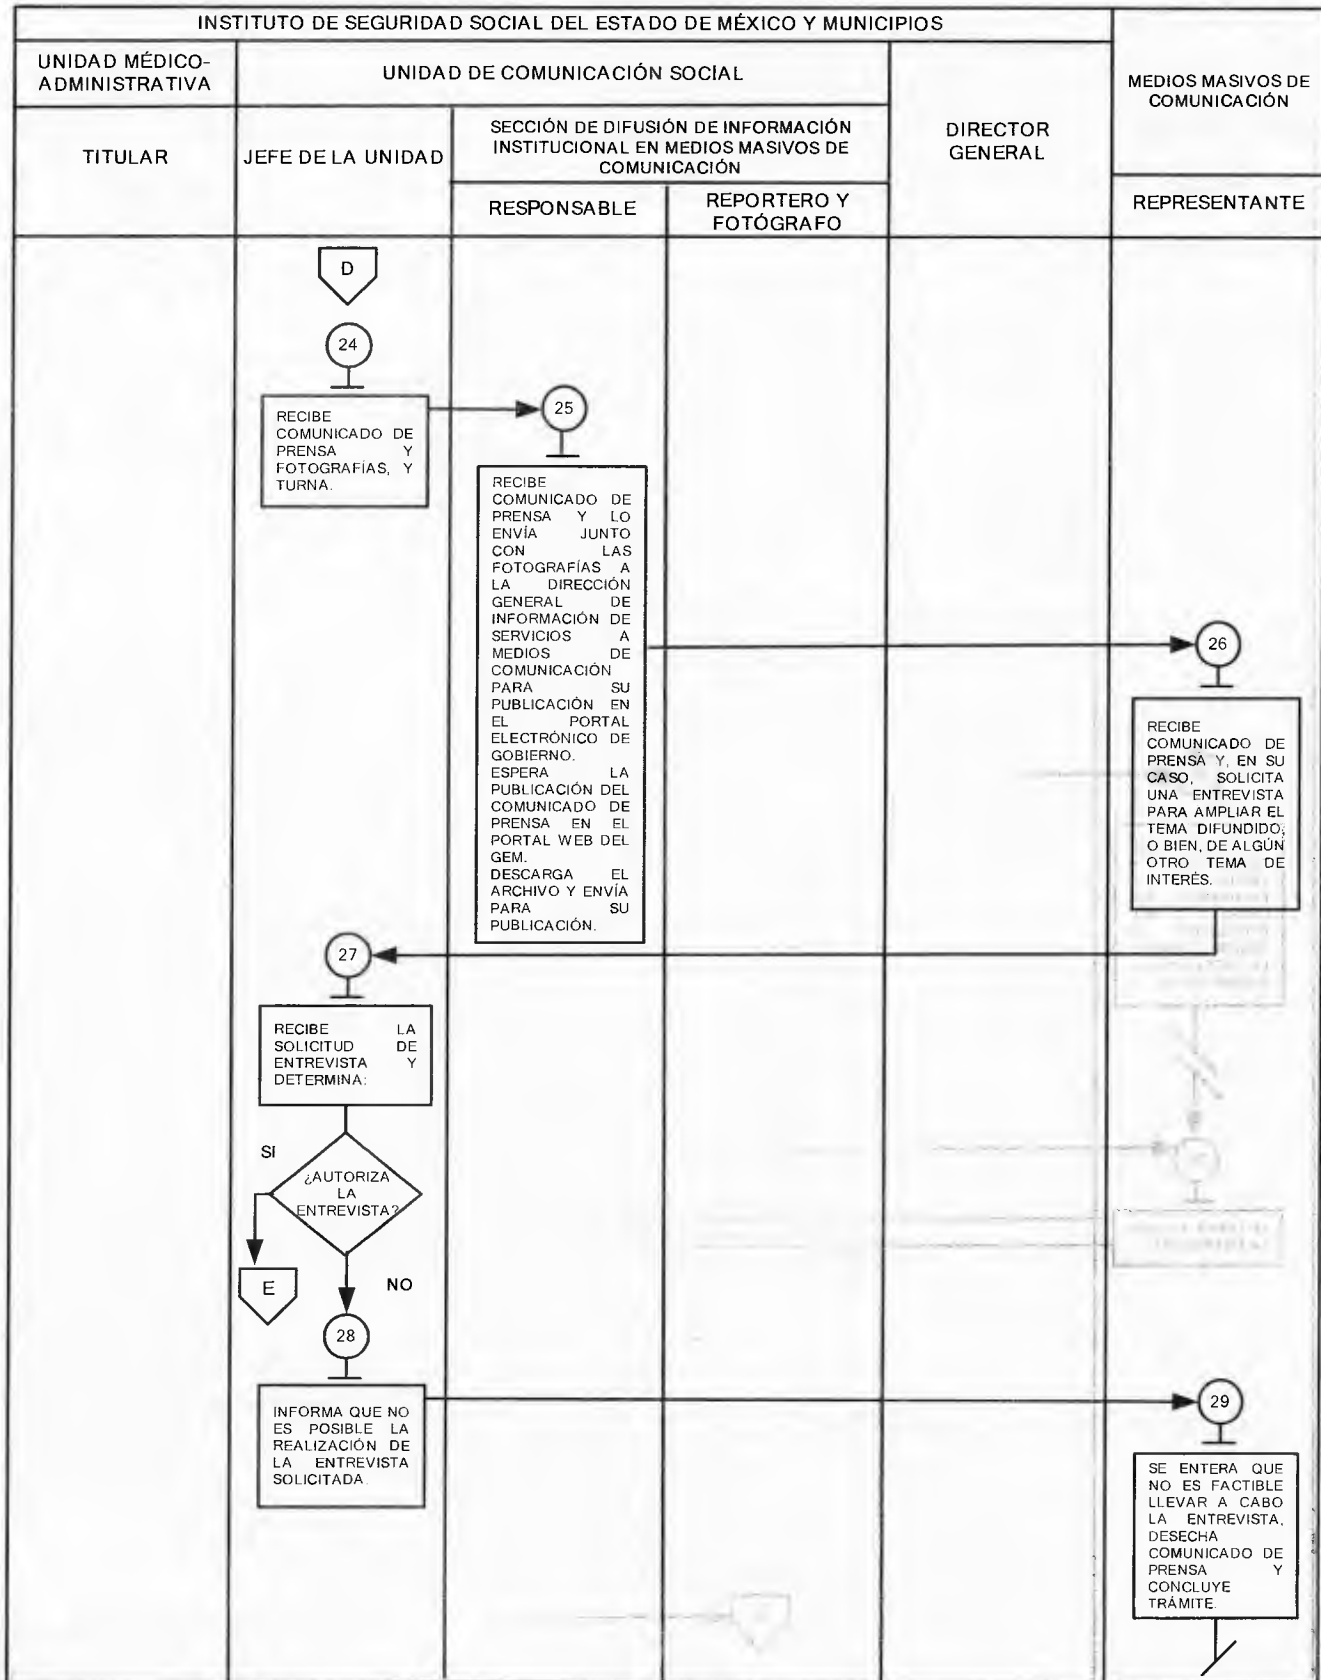 INSTITUTO DE SEGURIDAD SOCIAL DEL ESTADO DE MÉXICO Y MUNICIPIOS
UNIDAD MÉDICO-
ADMINISTRATIVA
UNIDAD DE COMUNICACIÓN SOCIAL
DIRECTOR
GENERAL
MEDIOS MASIVOS DE
COMUNICACIÓN
TITULAR
JEFE DE LA UNIDAD
SECCIÓN DE DIFUSIÓN DE INFORMACIÓN
INSTITUCIONAL EN MEDIOS MASIVOS DE
COMUNICACIÓN
RESPONSABLE
REPORTERO Y
FOTÓGRAFO
REPRESENTANTE
D
24
RECIBE
COMUNICADO DE
PRENSA Y
FOTOGRAFÍAS, Y
TURNA.
25
RECIBE
COMUNICADO DE
PRENSA Y LO
ENVÍA JUNTO
CON LAS
FOTOGRAFÍAS A
LA DIRECCIÓN
GENERAL DE
INFORMACIÓN DE
SERVICIOS A
MEDIOS DE
COMUNICACIÓN
PARA SU
PUBLICACIÓN EN
EL PORTAL
ELECTRÓNICO DE
GOBIERNO.
ESPERA LA
PUBLICACIÓN DEL
COMUNICADO DE
PRENSA EN EL
PORTAL WEB DEL
GEM.
DESCARGA EL
ARCHIVO Y ENVÍA
PARA SU
PUBLICACIÓN.
26
RECIBE
COMUNICADO DE
PRENSA Y, EN SU
CASO, SOLICITA
UNA ENTREVISTA
PARA AMPLIAR EL
TEMA DIFUNDIDO,
O BIEN, DE ALGÚN
OTRO TEMA DE
INTERÉS.
27
RECIBE LA
SOLICITUD DE
ENTREVISTA Y
DETERMINA:
SI
¿AUTORIZA
LA
ENTREVISTA?
E
NO
28
INFORMA QUE NO
ES POSIBLE LA
REALIZACIÓN DE
LA ENTREVISTA
SOLICITADA.
29
SE ENTERA QUE
NO ES FACTIBLE
LLEVAR A CABO
LA ENTREVISTA,
DESECHA
COMUNICADO DE
PRENSA Y
CONCLUYE
TRÁMITE.